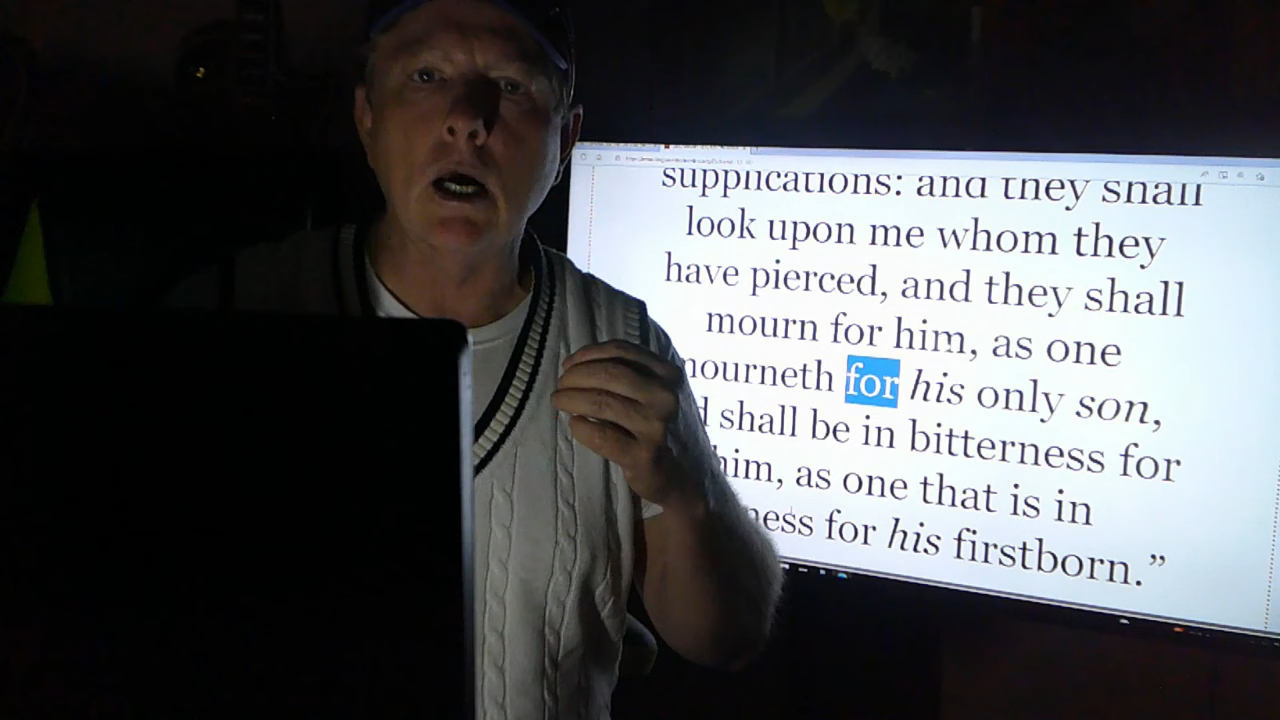 supplications: and they shall
look upon me whom they
have pierced, and they shall
mourn for him, as one
mourneth for his only son,
shall be in bitterness for
him, as one that is in
for his firstborn.”